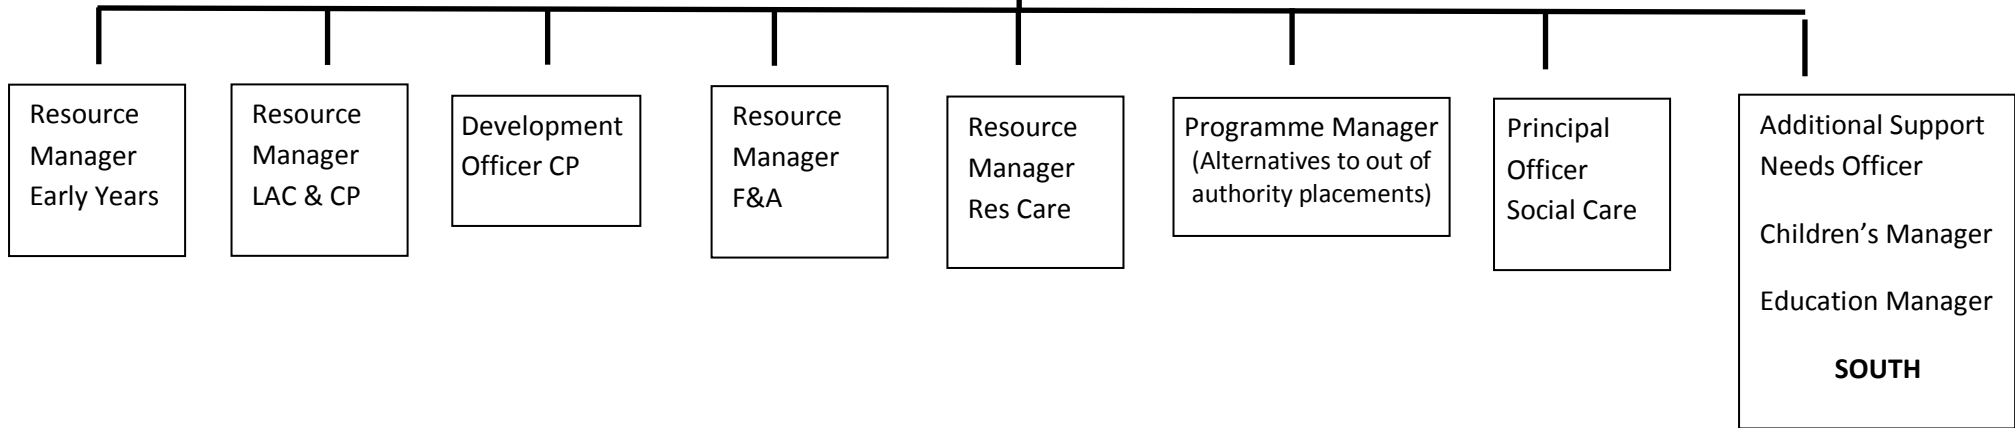 Resource
Manager
Early Years
Resource
Manager
LAC & CP
Development
Officer CP
Resource
Manager
F&A
Resource
Manager
Res Care
Programme Manager
(Alternatives to out of
authority placements)
Principal
Officer
Social Care
Additional Support
Needs Officer
Children’s Manager
Education Manager
SOUTH